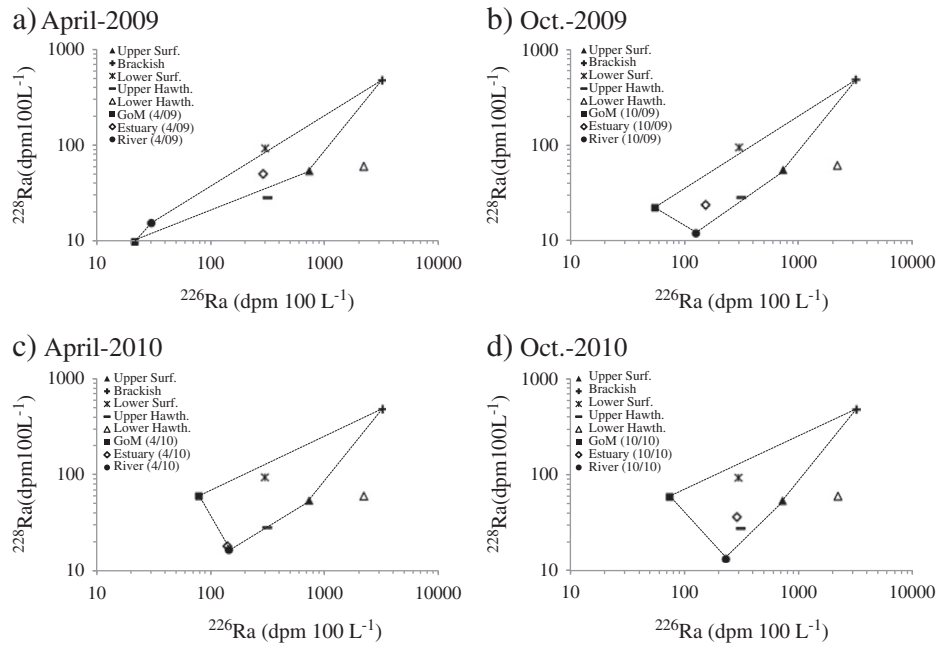 a) April-2009
1000
100
10
10 100 1000 10000
²²⁸Ra(dpm100L⁻¹)
²²⁶Ra (dpm 100 L⁻¹)
Upper Surf.
Brackish
Lower Surf.
Upper Hawth.
Lower Hawth.
GoM (4/09)
Estuary (4/09)
River (4/09)
b) Oct.-2009
1000
100
10
10 100 1000 10000
²²⁸Ra(dpm100L⁻¹)
²²⁶Ra (dpm 100 L⁻¹)
Upper Surf.
Brackish
Lower Surf.
Upper Hawth.
Lower Hawth.
GoM (10/09)
Estuary (10/09)
River (10/09)
c) April-2010
1000
100
10
10 100 1000 10000
²²⁸Ra(dpm100L⁻¹)
²²⁶Ra (dpm 100 L⁻¹)
Upper Surf.
Brackish
Lower Surf.
Upper Hawth.
Lower Hawth.
GoM (4/10)
Estuary (4/10)
River (4/10)
d) Oct.-2010
1000
100
10
10 100 1000 10000
²²⁸Ra(dpm100L⁻¹)
²²⁶Ra (dpm 100 L⁻¹)
Upper Surf.
Brackish
Lower Surf.
Upper Hawth.
Lower Hawth.
GoM (10/10)
Estuary (10/10)
River (10/10)